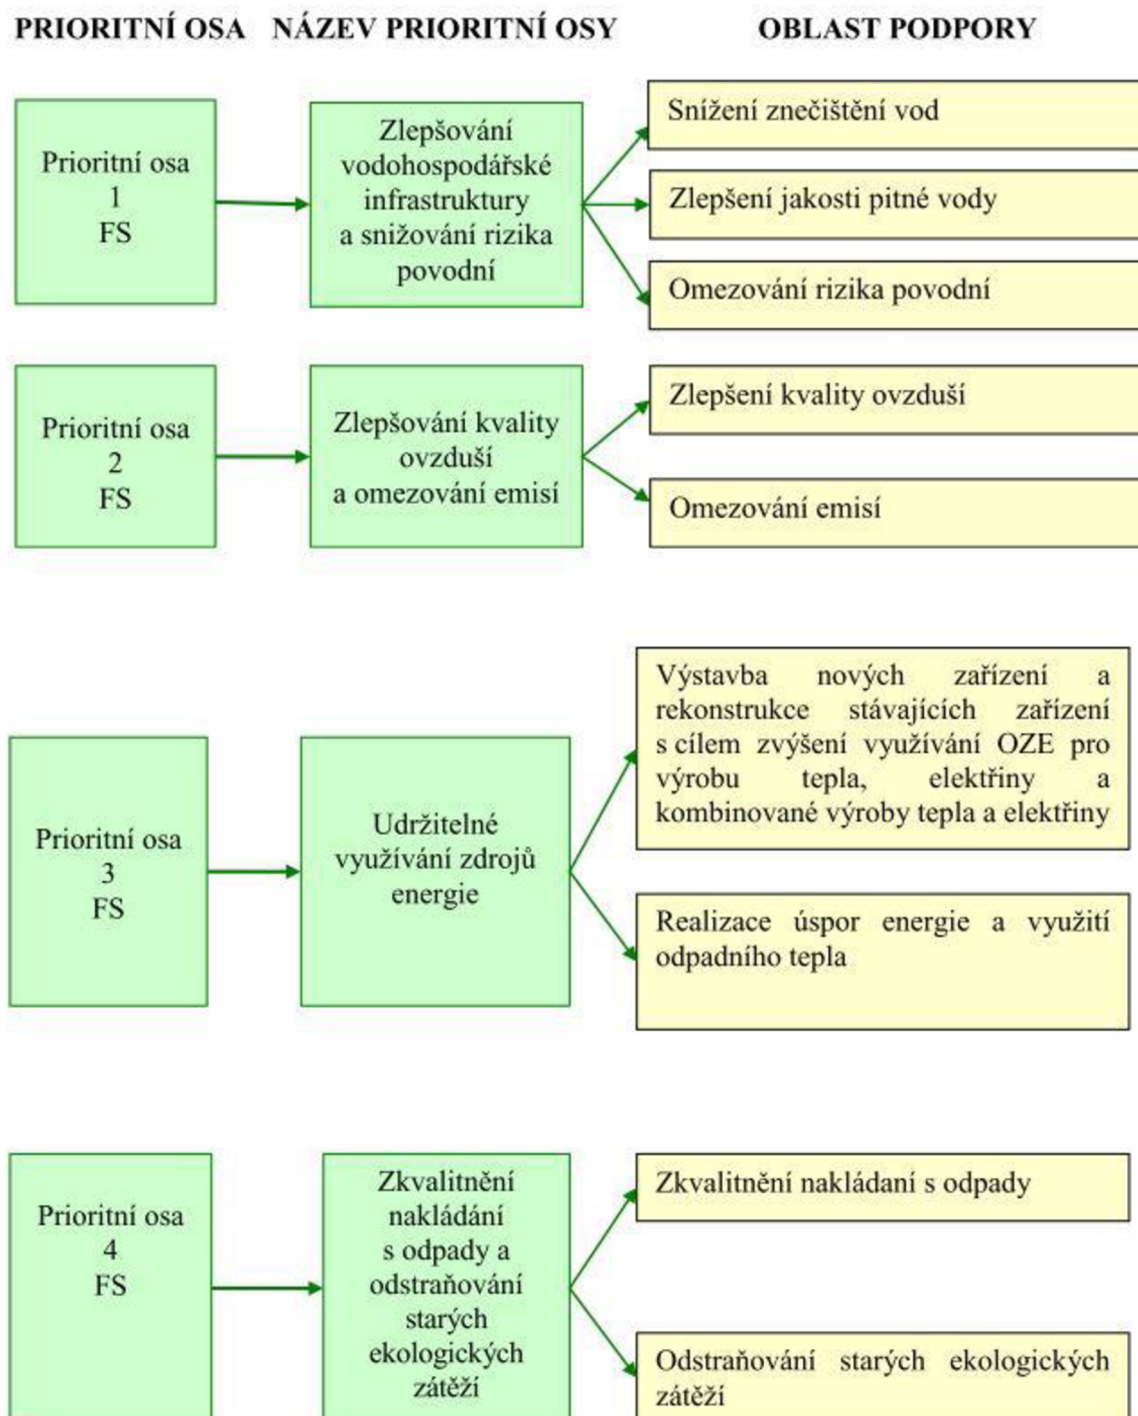 PRIORITNÍ OSA NÁZEV PRIORITNÍ OSY OBLAST PODPORY
Prioritní osa
1
FS
Zlepšování
vodohospodářské
infrastruktury
a snižování rizika
povodní
Snížení znečištění vod
Zlepšení jakosti pitné vody
Omezování rizika povodní
Prioritní osa
2
FS
Zlepšování kvality
ovzduší
a omezování emisí
Zlepšení kvality ovzduší
Omezování emisí
Prioritní osa
3
FS
Udržitelné
využívání zdrojů
energie
Výstavba nových zařízení a
rekonstrukce stávajících zařízení
s cílem zvýšení využívání OZE pro
výrobu tepla, elektřiny a
kombinované výroby tepla a elektřiny
Realizace úspor energie a využití
odpadního tepla
Prioritní osa
4
FS
Zkvalitnění
nakládání
s odpady a
odstraňování
starých
ekologických
zátěží
Zkvalitnění nakládaní s odpady
Odstraňování starých ekologických
zátěží